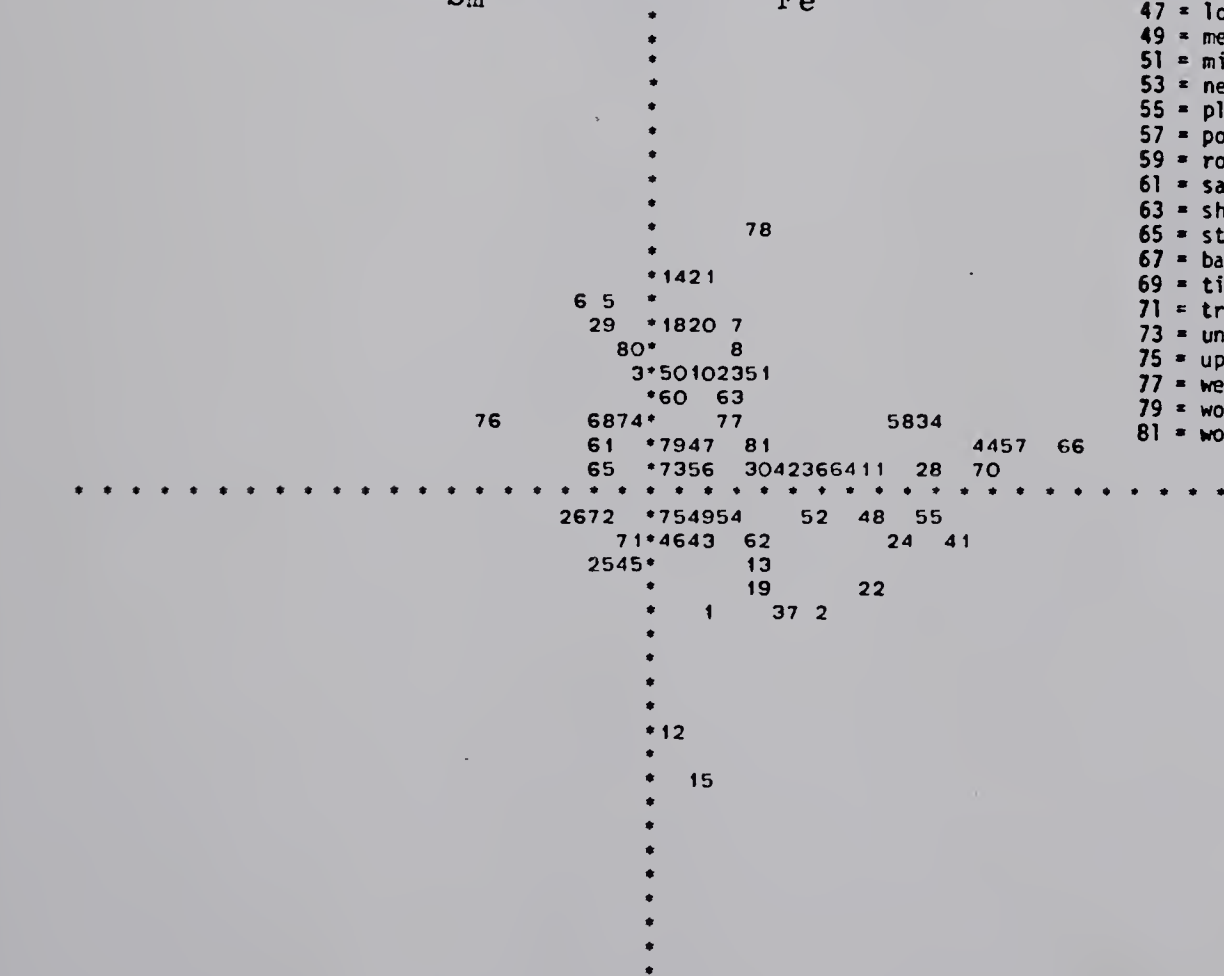 47 = lo
49 = me
51 = mi
53 = ne
55 = pl
57 = po
59 = ro
61 = sa
63 = sh
65 = st
67 = ba
69 = ti
71 = tr
73 = un
75 = up
77 = we
79 = wo
81 = wo
78
*1421
6 5 *
29 *1820 7
80* 8
3*50102351
*60 63
76 6874* 77 5834
61 *7947 81 4457 66
65 *7356 3042366411 28 70
2672 *754954 52 48 55
71*4643 62 24 41
2545* 13
19 22
1 37 2
*12
15